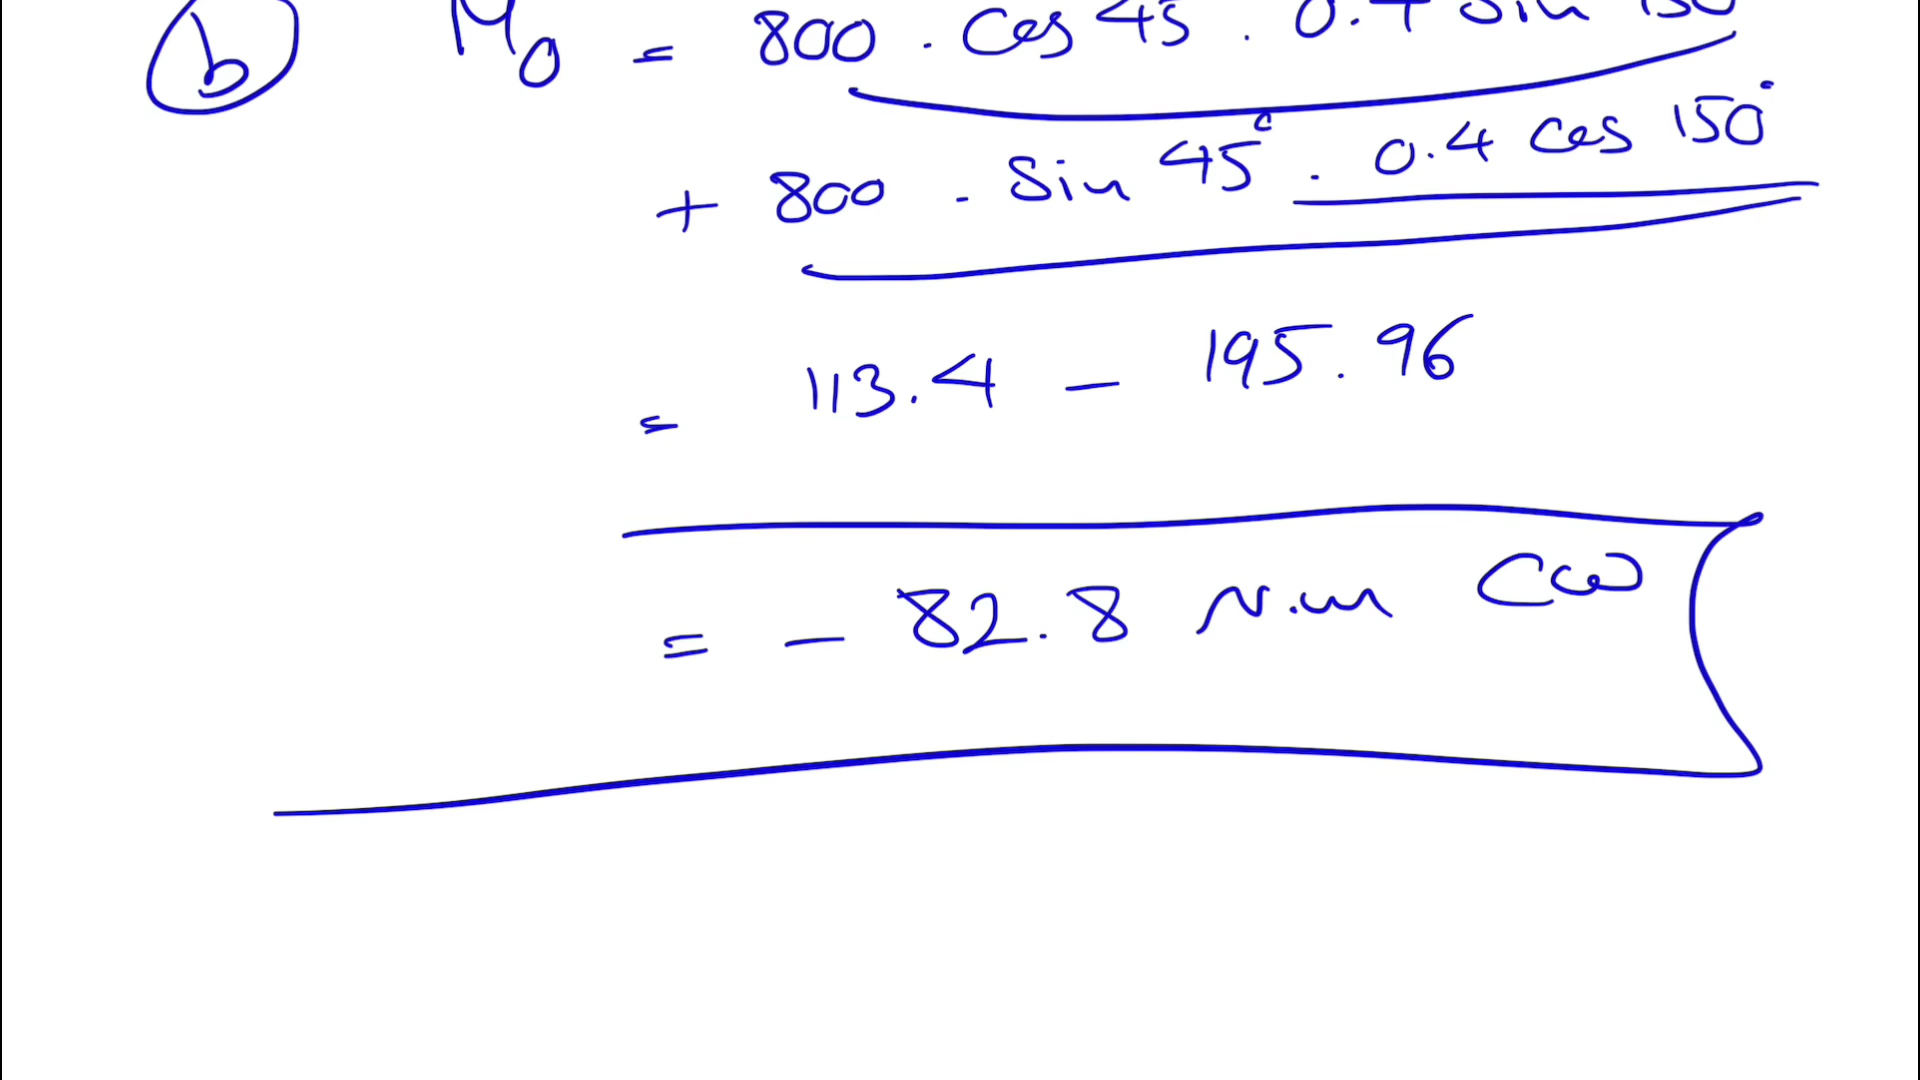 b M₀ = 800 . Cos 45 . 0.4 Sin 150
+ 800 . Sin 45° . 0.4 Cos 150°
= 113.4 - 195.96
= - 82.8 N.m CCW